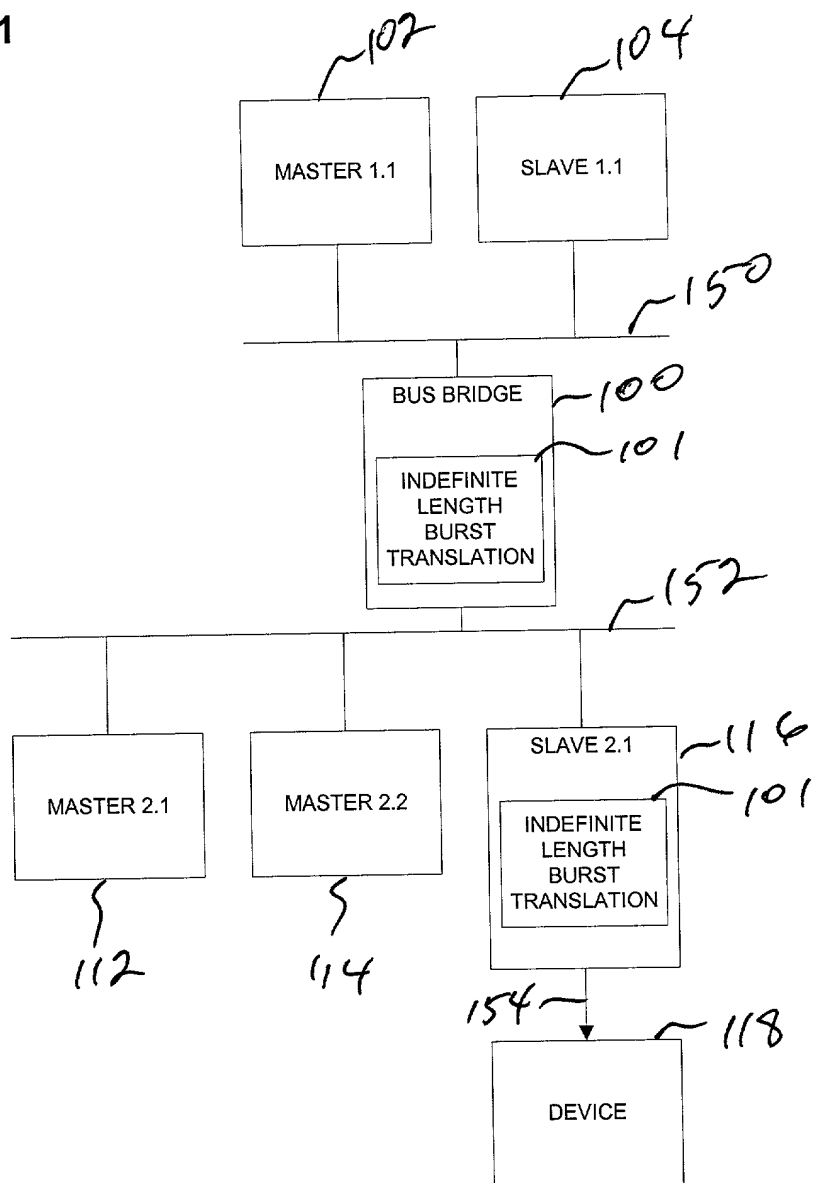 1
102
104
MASTER 1.1
SLAVE 1.1
150
BUS BRIDGE
100
101
INDEFINITE
LENGTH
BURST
TRANSLATION
152
SLAVE 2.1
116
101
MASTER 2.1
MASTER 2.2
INDEFINITE
LENGTH
BURST
TRANSLATION
112
114
154
118
DEVICE